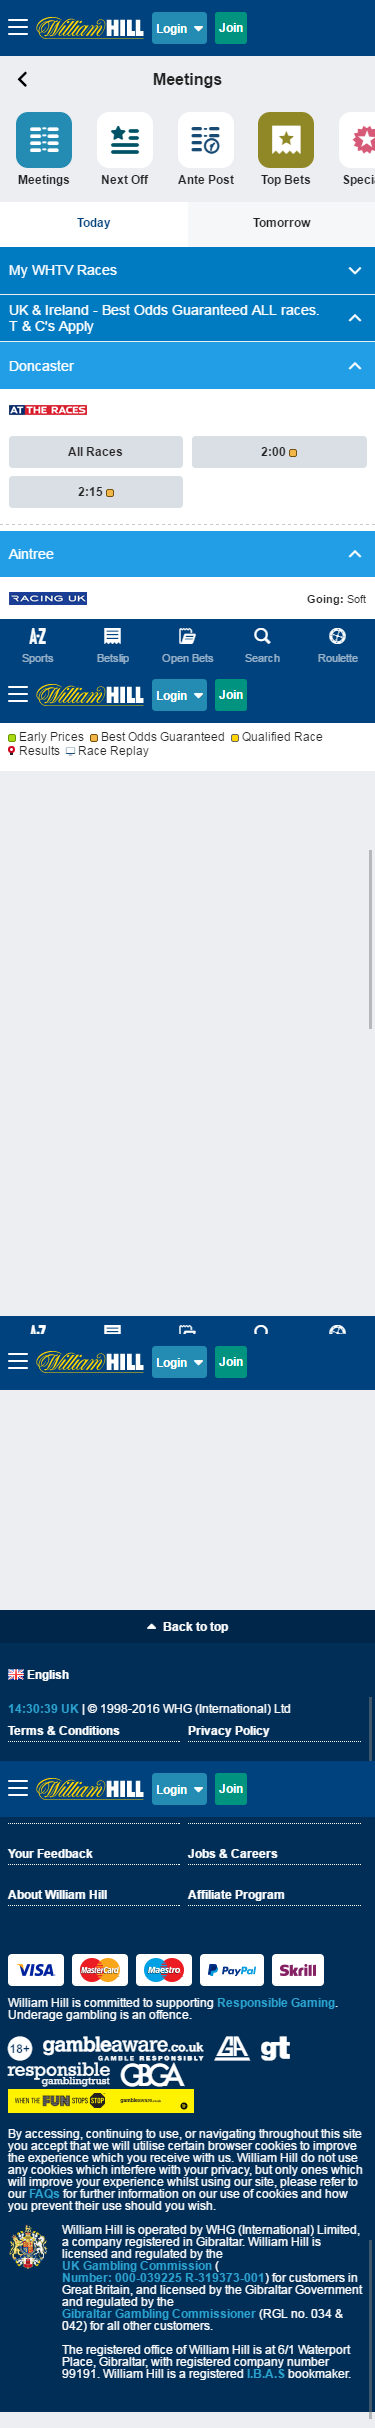 William HILL Login Join
Meetings
Meetings Next Off Ante Post Top Bets Speci
Today Tomorrow
My WHTV Races
UK & Ireland - Best Odds Guaranteed ALL races.
T & C's Apply
Doncaster
AT THE RACES
All Races 2:00
2:15
Aintree
RACING UK Going: Soft
A-Z
Sports Betslip Open Bets Search Roulette
William HILL Login Join
Early Prices Best Odds Guaranteed Qualified Race
Results Race Replay
A-Z
William HILL Login Join
Back to top
English
14:30:39 UK | © 1998-2016 WHG (International) Ltd
Terms & Conditions Privacy Policy
William HILL Login Join
Your Feedback Jobs & Careers
About William Hill Affiliate Program
VISA MasterCard Maestro PayPal Skrill
William Hill is committed to supporting Responsible Gaming.
Underage gambling is an offence.
18+ gambleaware.co.uk GA gt
GAMBLE RESPONSIBLY
responsible GBGA
gamblingtrust
WHEN THE FUN STOPS STOP gambleaware.co.uk
By accessing, continuing to use, or navigating throughout this site
you accept that we will utilise certain browser cookies to improve
the experience which you receive with us. William Hill do not use
any cookies which interfere with your privacy, but only ones which
will improve your experience whilst using our site, please refer to
our FAQs for further information on our use of cookies and how
you prevent their use should you wish.
William Hill is operated by WHG (International) Limited,
a company registered in Gibraltar. William Hill is
licensed and regulated by the
UK Gambling Commission (
Number: 000-039225 R-319373-001) for customers in
Great Britain, and licensed by the Gibraltar Government
and regulated by the
Gibraltar Gambling Commissioner (RGL no. 034 &
042) for all other customers.
The registered office of William Hill is at 6/1 Waterport
Place, Gibraltar, with registered company number
99191. William Hill is a registered I.B.A.S bookmaker.